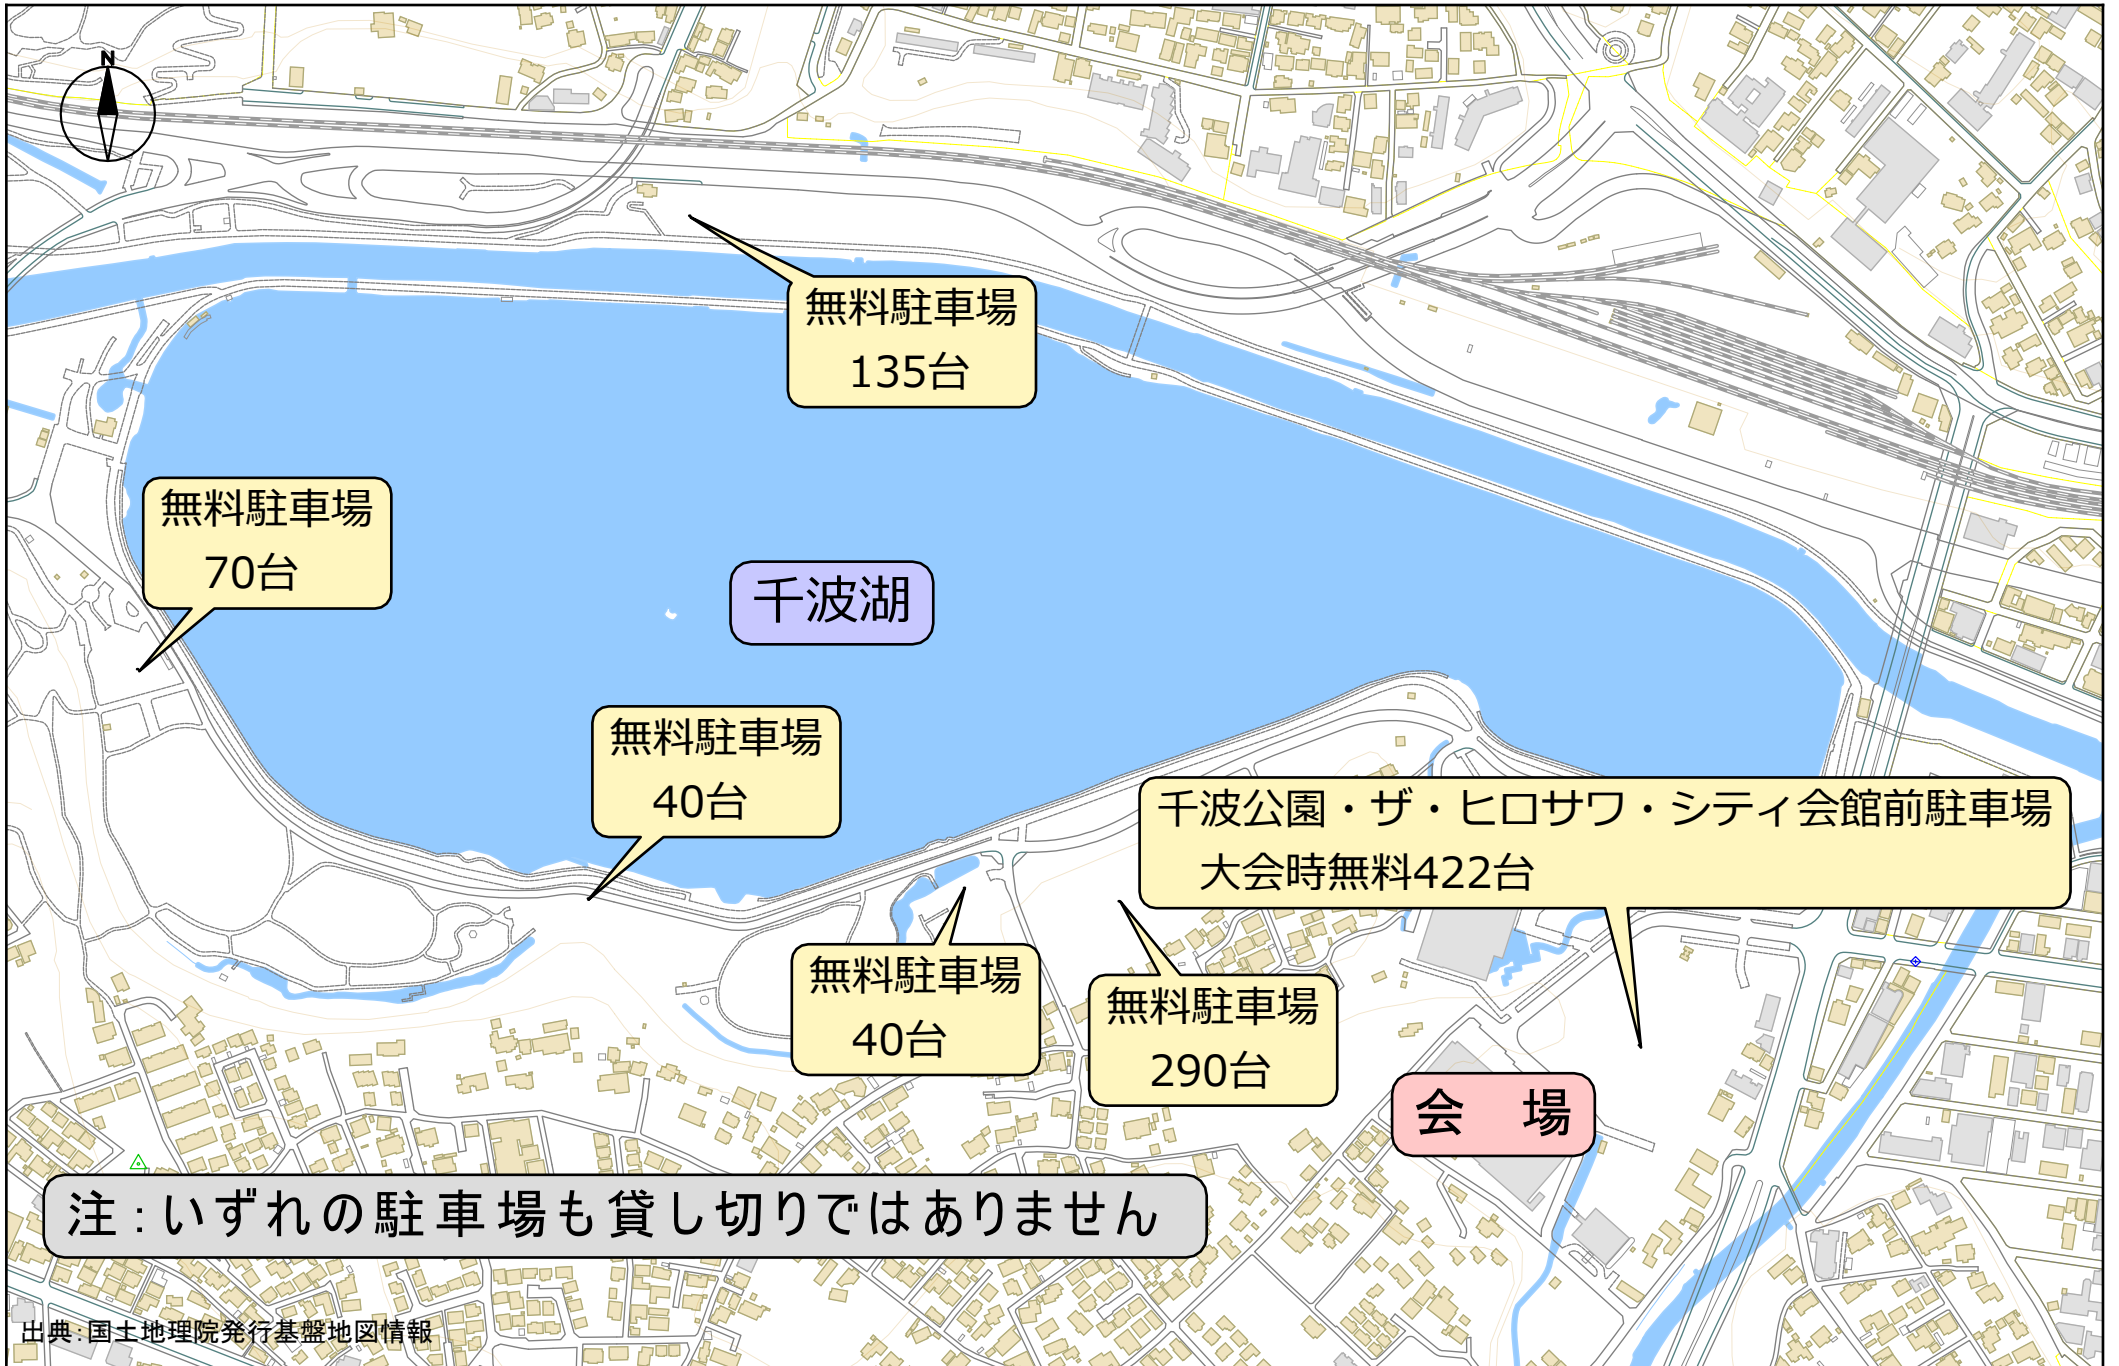 N
無料駐車場
135台
無料駐車場
70台
千波湖
無料駐車場
40台
千波公園・ザ・ヒロサワ・シティ会館前駐車場
大会時無料422台
無料駐車場
40台
無料駐車場
290台
会　場
注：いずれの駐車場も貸し切りではありません
出典：国土地理院発行基盤地図情報